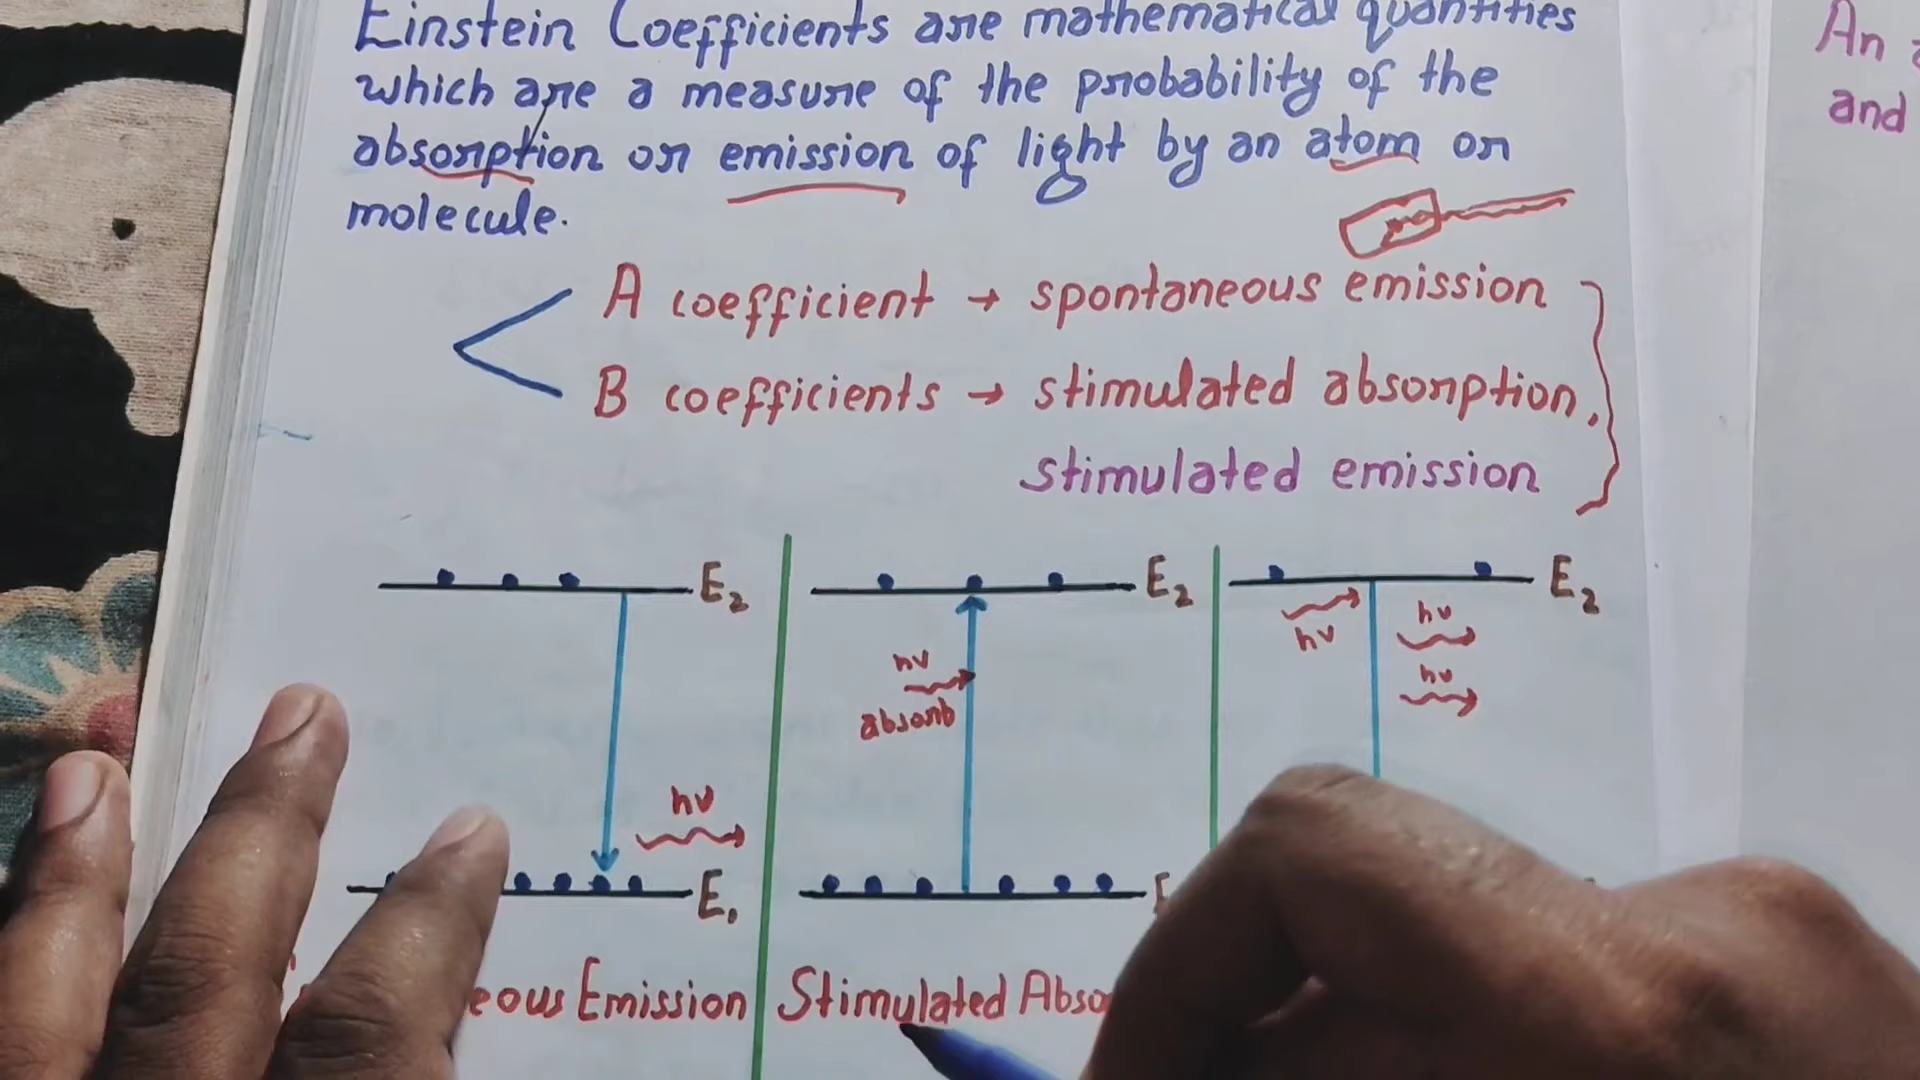 Einstein Coefficients are mathematical quantities
which are a measure of the probability of the
absorption or emission of light by an atom or
molecule.
A coefficient → spontaneous emission
B coefficients → stimulated absorption,
stimulated emission
E₂
E₂
E₂
hν
hν
hν
hν
absorb
hν
E₁
Emission
Stimulated
An
and